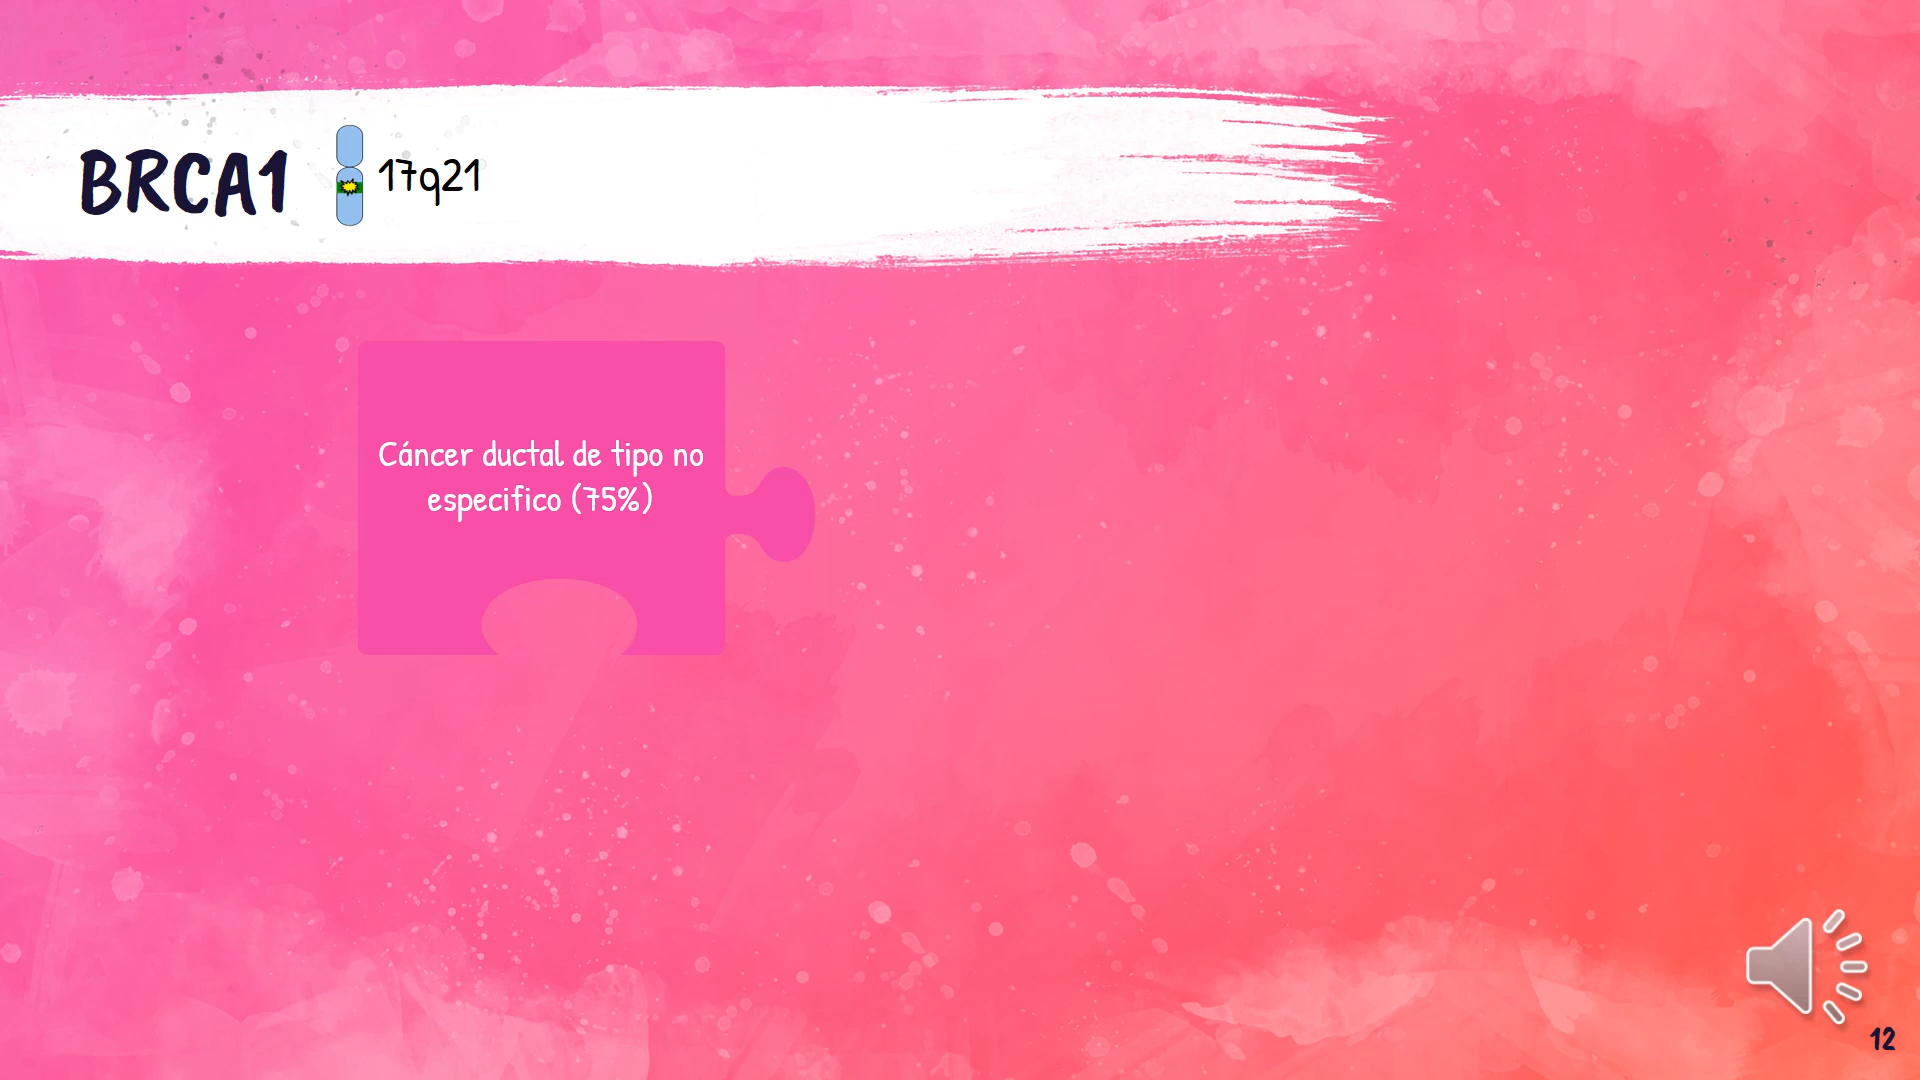 BRCA1
17q21
Cáncer ductal de tipo no
especifico (75%)
12